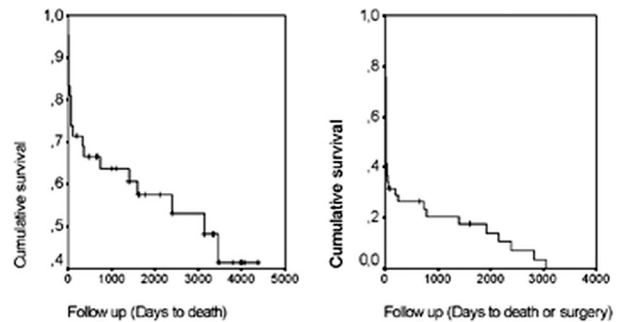 1,0
,9
,8
,7
,6
,5
,4
Cumulative survival
0 1000 2000 3000 4000 5000
Follow up (Days to death)
1,0
,8
,6
,4
,2
0,0
Cumulative survival
0 1000 2000 3000 4000
Follow up (Days to death or surgery)